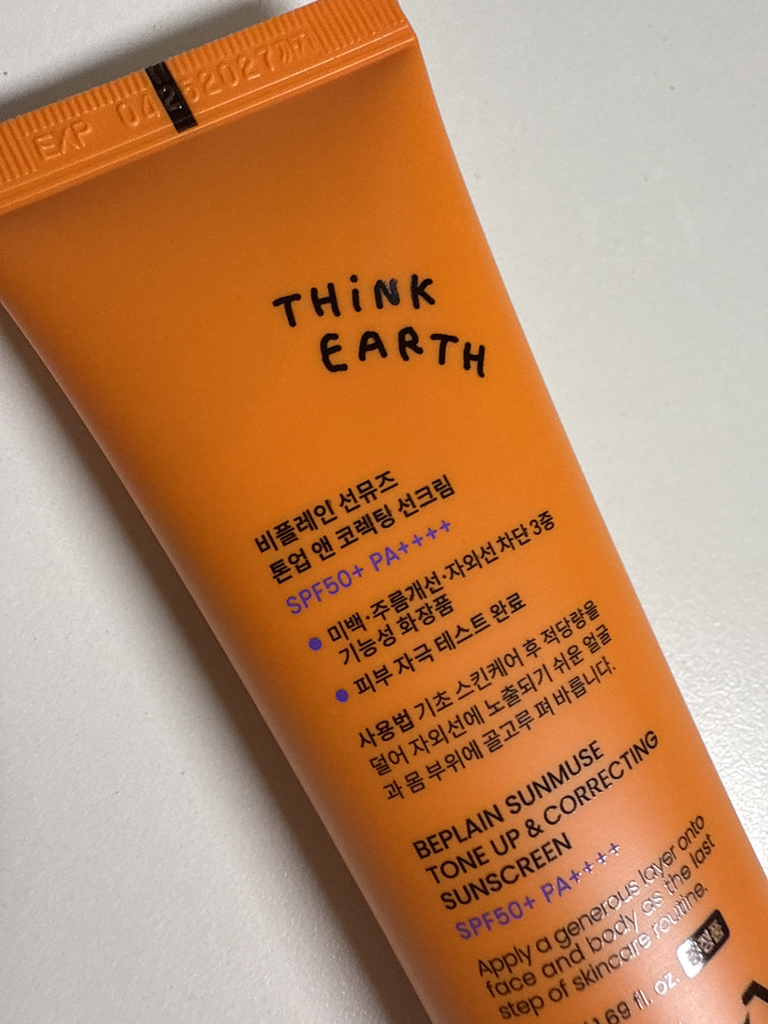 EXP
THiNK
EARTH
비플레인 선뮤즈
톤업 앤 코렉팅 선크림
SPF50+ PA++++
• 미백·주름개선·자외선차단 3중
기능성 화장품
• 피부 자극 테스트 완료
사용법 기초 스킨케어 후 적당량을
덜어 자외선에 노출되기 쉬운 얼굴
과 몸 부위에 골고루 펴 바릅니다.
BEPLAIN SUNMUSE
TONE UP & CORRECTING
SUNSCREEN
SPF50+ PA++++
Apply a generous layer onto
face and body as the last
step of skincare routine.
1.69 fl. oz.